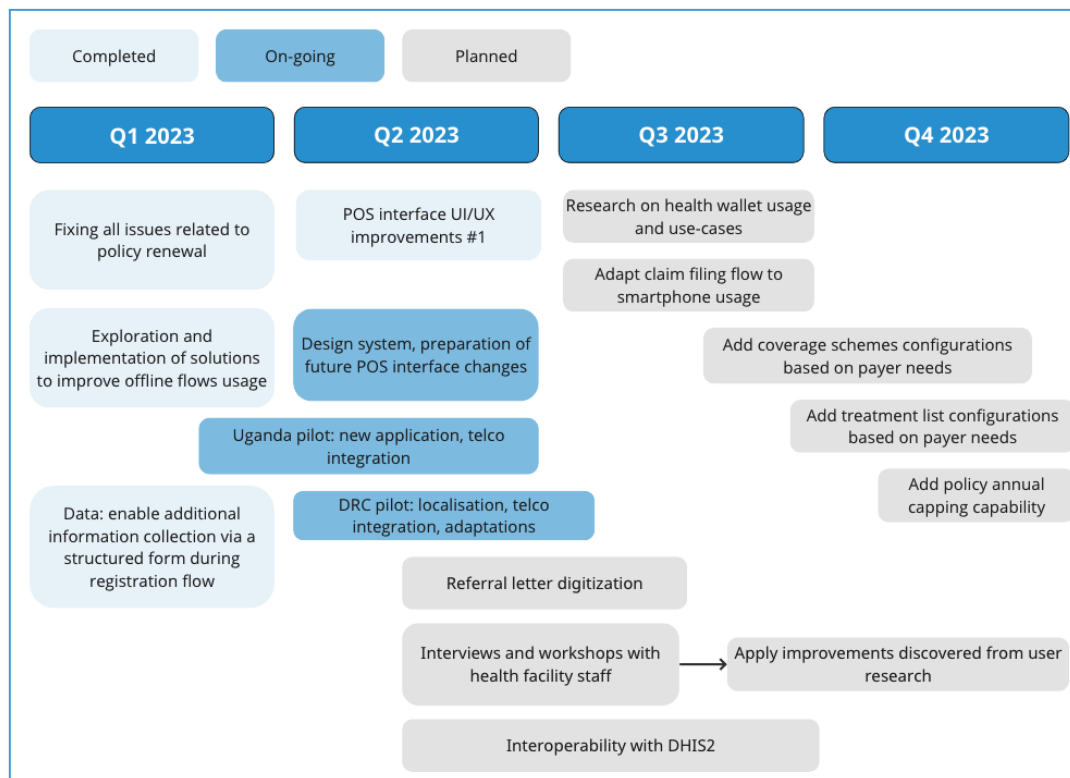 Completed
On-going
Planned
Q1 2023
Q2 2023
Q3 2023
Q4 2023
Fixing all issues related to
policy renewal
POS interface UI/UX
improvements #1
Research on health wallet usage
and use-cases
Adapt claim filing flow to
smartphone usage
Exploration and
implementation of solutions
to improve offline flows usage
Design system, preparation of
future POS interface changes
Add coverage schemes configurations
based on payer needs
Uganda pilot: new application, telco
integration
Add treatment list configurations
based on payer needs
Data: enable additional
information collection via a
structured form during
registration flow
DRC pilot: localisation, telco
integration, adaptations
Add policy annual
capping capability
Referral letter digitization
Interviews and workshops with
health facility staff
Apply improvements discovered from user
research
Interoperability with DHIS2